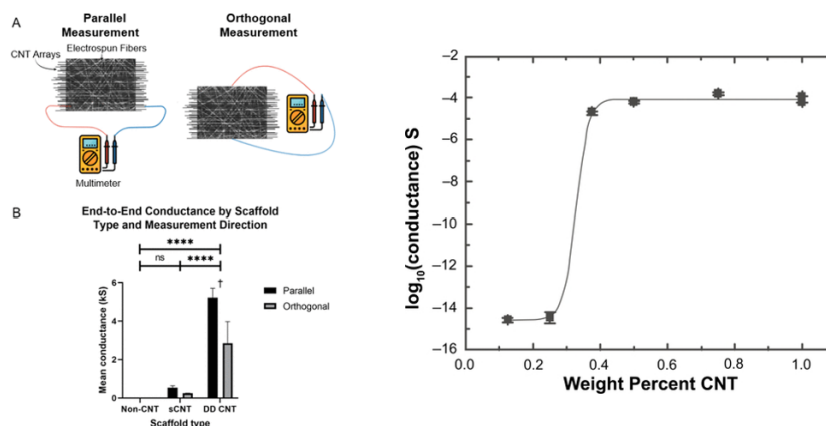 A
Parallel
Measurement
Orthogonal
Measurement
Electrospun Fibers
CNT Arrays
Multimeter
B
End-to-End Conductance by Scaffold
Type and Measurement Direction
****
ns ****
†
Parallel
Orthogonal
6
4
2
0
Mean conductance (kS)
Non-CNT sCNT DD CNT
Scaffold type
−2
−4
−6
−8
−10
−12
−14
−16
log10(conductance) S
0.0 0.2 0.4 0.6 0.8 1.0
Weight Percent CNT